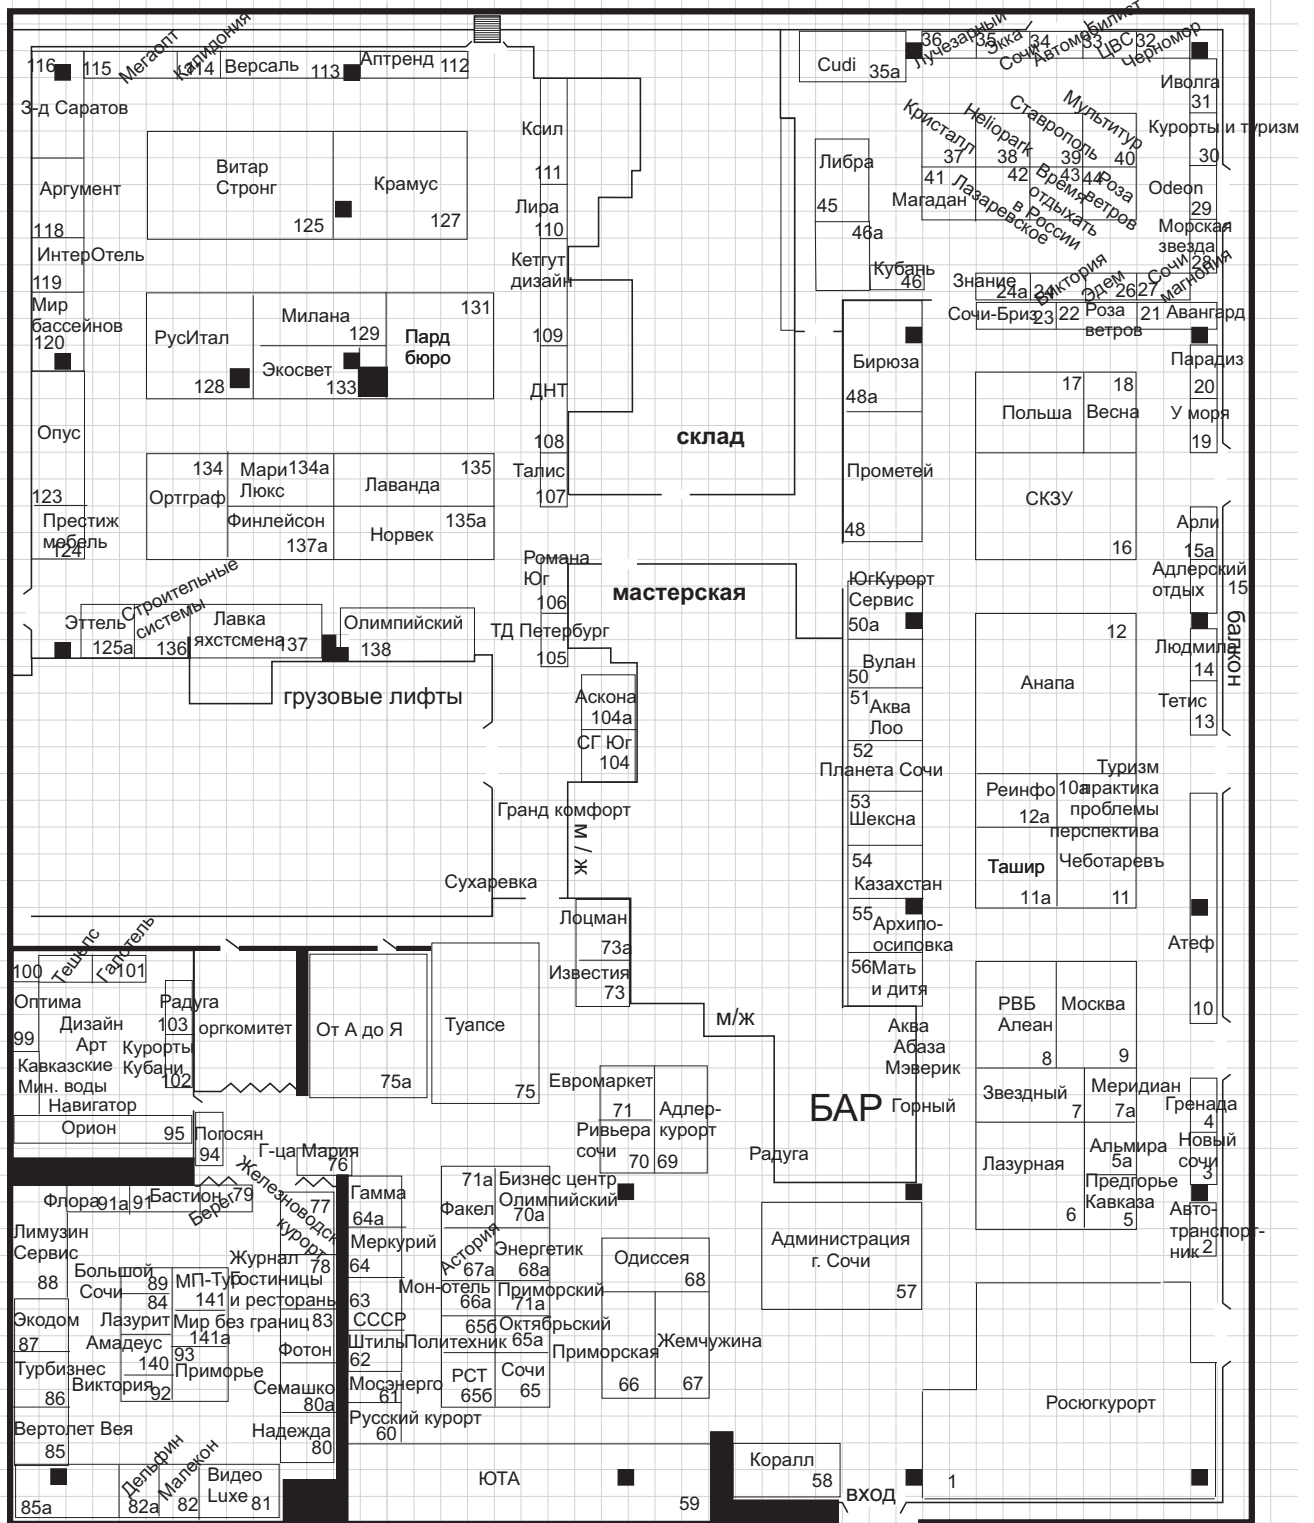 116
115
Мегаопт
Калидония
114
Версаль
113
Аптренд
112
З-д Саратов
Аргумент
118
ИнтерОтель
119
Мир
бассейнов
120
Опус
123
Престиж
мебель
124
Витар
Стронг
125
Крамус
127
РусИтал
128
Милана
129
131
Экосвет
133
Пард
бюро
134
Ортграф
Мари
Люкс
134а
Лаванда
135
Финлейсон
137а
Норвек
135а
Эттель
125а
Строительные
системы
136
Лавка
яхстсмена
137
Олимпийский
138
грузовые лифты
Ксил
111
Лира
110
Кетгут
дизайн
109
ДНТ
108
Талис
107
Романа
Юг
106
ТД Петербург
105
Аскона
104а
СГ Юг
104
Гранд комфорт
м / ж
Сухаревка
Лоцман
73а
Известия
73
склад
мастерская
Cudi
35а
36
Лучезарный
35
Экка
34
Сочи
Автомобилист
33
ЦВС
32
Черномор
Иволга
31
Курорты и туризм
30
Odeon
29
Морская
звезда
28
Либра
45
46а
Кубань
46
Кристалл
37
Heliopark
38
Ставрополь
39
Мультитур
40
41
Магадан
42
Лазаревское
43
Время
отдыхать
в России
44
Роза
ветров
Знание
24а
24
Виктория
Эдем
26
27
Сочи
магнолия
Сочи-Бриз
23
22
Роза
ветров
21
Авангард
Парадиз
20
У моря
19
Бирюза
48а
Прометей
48
17
Польша
18
Весна
СКЗУ
16
Арли
15а
Адлерский
отдых
15
балкон
Людмила
14
Тетис
13
ЮгКурорт
Сервис
50а
Вулан
50
51
Аква
Лоо
52
Планета Сочи
53
Шексна
54
Казахстан
55
Архипо-
осиповка
56
Мать
и дитя
12
Анапа
Реинфо
12а
10а
Туризм
практика
проблемы
перспектива
Ташир
11а
Чеботаревъ
11
Атеф
10
РВБ
Алеан
8
Москва
9
Звездный
7
Меридиан
7а
Гренада
4
Лазурная
6
Альмира
5а
Предгорье
Кавказа
5
Новый
сочи
3
Авто-
транспорт-
ник
2
м/ж
Аква
Абаза
Мэверик
Горный
БАР
Радуга
100
Тешепс
Гапотель
101
Оптима
99
Дизайн
Арт
Радуга
103
Курорты
Кубани
102
Кавказские
Мин. воды
Навигатор
Орион
95
оргкомитет
Погосян
94
От А до Я
75а
Туапсе
75
Г-ца Мария
76
Евромаркет
71
Ривьера
сочи
70
Адлер-
курорт
69
Флора
91а
91
Бастион
79
Берег
Железноводск
курорт
77
78
Лимузин
Сервис
88
Большой
Сочи
89
84
МП-Тур
141
Журнал
Гостиницы
и рестораны
Экодом
87
Лазурит
Мир без границ
83
141а
Амадеус
140
93
Приморье
Фотон
Турбизнес
86
Виктория
92
Семашко
80а
Вертолет Вея
85
Надежда
80
85а
Дельфин
82а
Малекон
82
Видео
Luxe
81
Гамма
64а
Меркурий
64
63
СССР
Штиль
62
Мосэнерго
61
Русский курорт
60
71а
Факел
Бизнес центр
Олимпийский
70а
Астория
67а
Энергетик
68а
Мон-отель
66а
Приморский
71а
65б
Политехник
Октябрьский
65а
РСТ
65б
Сочи
65
Одиссея
68
Приморская
66
Жемчужина
67
Администрация
г. Сочи
57
ЮТА
59
Коралл
58
вход
1
Росюгкурорт